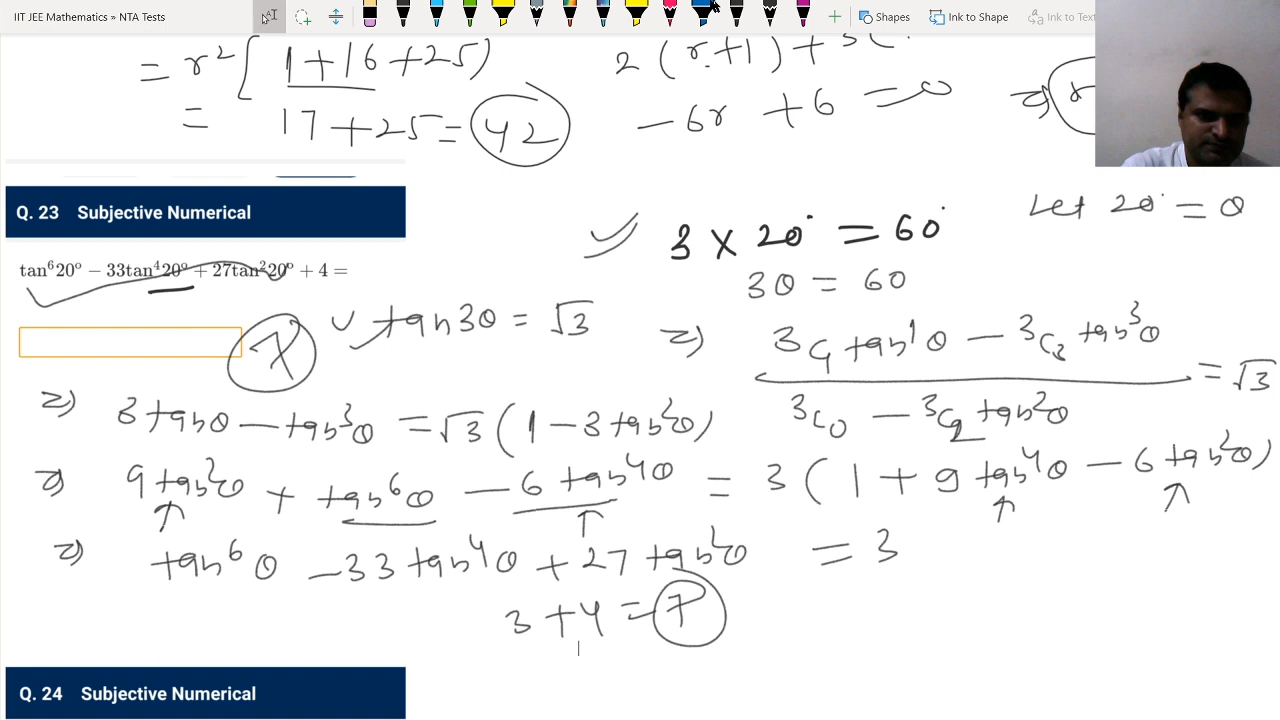 IIT JEE Mathematics » NTA Tests
Shapes
Ink to Shape
Ink to Tex
= r² [ 1 + 16 + 25 )
2 ( r + 1 ) +
= 17 + 25 = 42
- 6r + 6 = 0
Q. 23 Subjective Numerical
tan⁶20° − 33tan⁴20° + 27tan²20° + 4 =
7
3 × 20° = 60°
Let 20° = θ
3θ = 60
tan3θ = √3
⇒ (³C₁ tan¹θ − ³C₃ tan³θ) / (³C₀ − ³C₂ tan²θ) = √3
⇒ 3 tanθ − tan³θ = √3 ( 1 − 3 tan²θ )
⇒ 9 tan²θ + tan⁶θ − 6 tan⁴θ = 3 ( 1 + 9 tan⁴θ − 6 tan²θ )
⇒ tan⁶θ − 33 tan⁴θ + 27 tan²θ = 3
3 + 4 = 7
Q. 24 Subjective Numerical